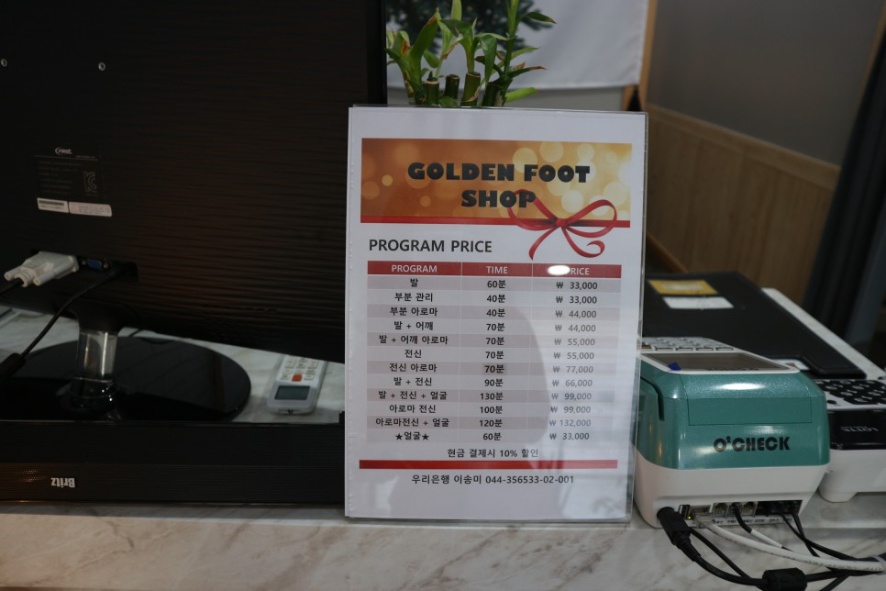 GOLDEN FOOT
SHOP
PROGRAM PRICE
PROGRAM TIME PRICE
발 60분 ₩ 33,000
부분 관리 40분 ₩ 33,000
부분 아로마 40분 ₩ 44,000
발 + 어깨 70분 ₩ 44,000
발 + 어깨 아로마 70분 ₩ 55,000
전신 70분 ₩ 55,000
전신 아로마 70분 ₩ 77,000
발 + 전신 90분 ₩ 66,000
발 + 전신 + 얼굴 130분 ₩ 99,000
아로마 전신 100분 ₩ 99,000
아로마전신 + 얼굴 120분 ₩ 132,000
★얼굴★ 60분 ₩ 33,000
현금 결제시 10% 할인
우리은행 이송미 044-356533-02-001
O'CHECK
Britz